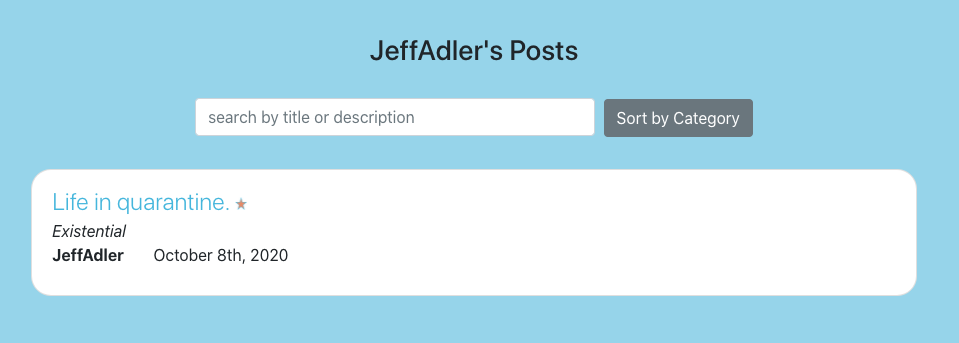 JeffAdler's Posts
search by title or description Sort by Category
Life in quarantine.
Existential
JeffAdler October 8th, 2020